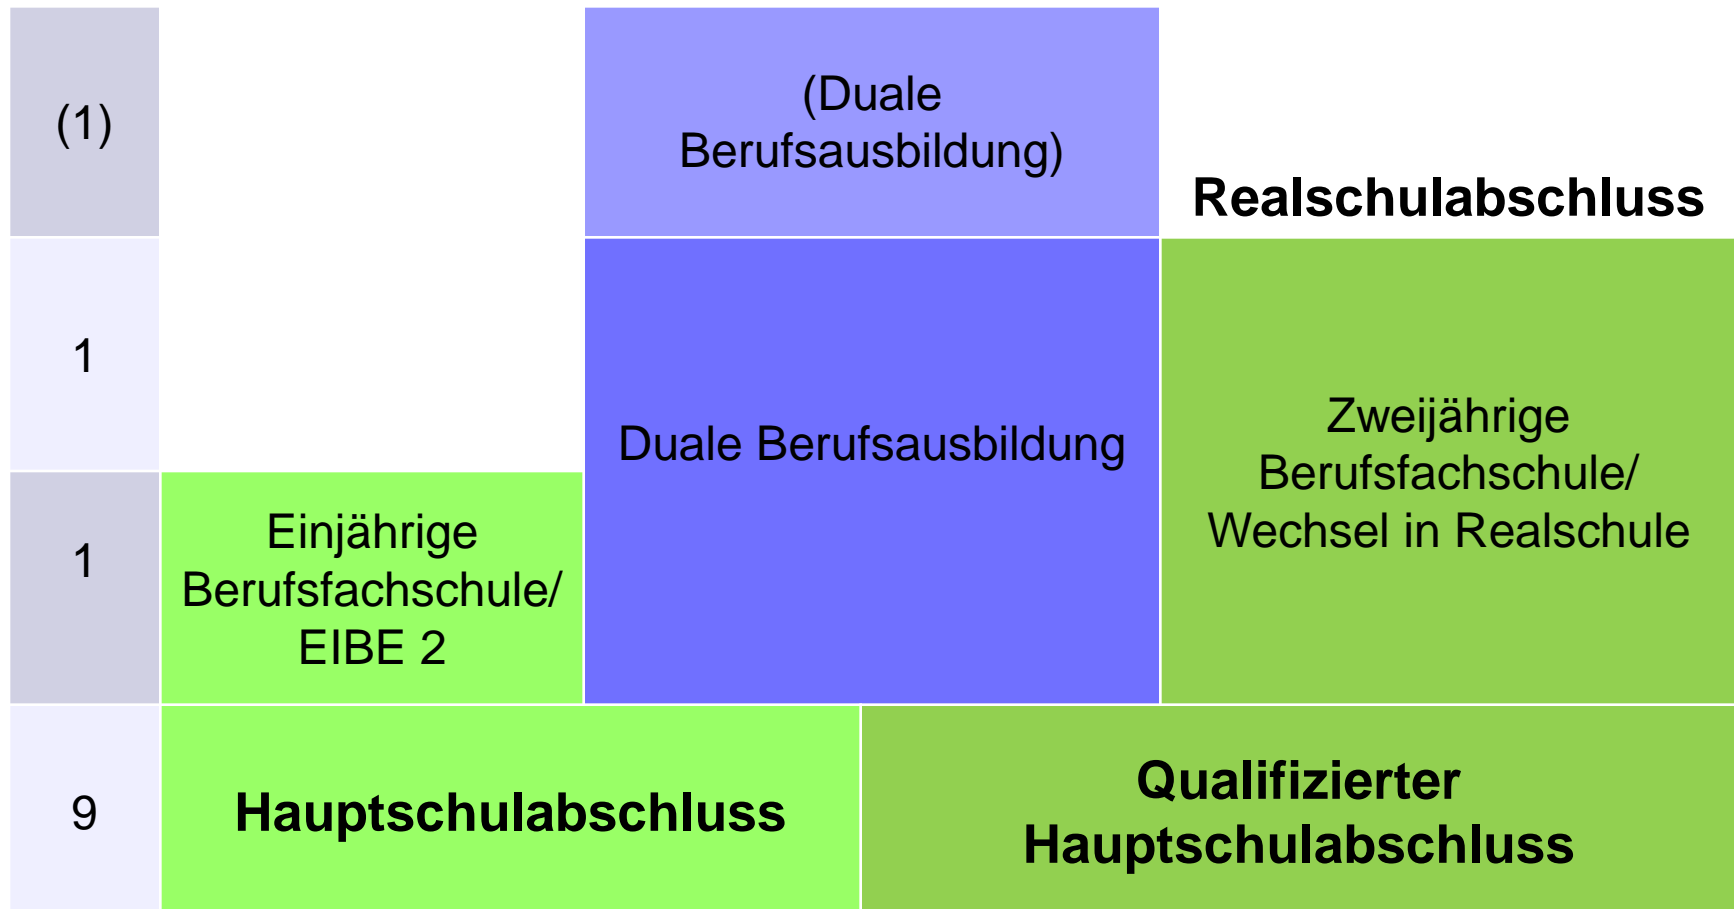 (1)
(Duale
Berufsausbildung)
Realschulabschluss
1
Duale Berufsausbildung
Zweijährige
Berufsfachschule/
Wechsel in Realschule
1
Einjährige
Berufsfachschule/
EIBE 2
9
Hauptschulabschluss
Qualifizierter
Hauptschulabschluss